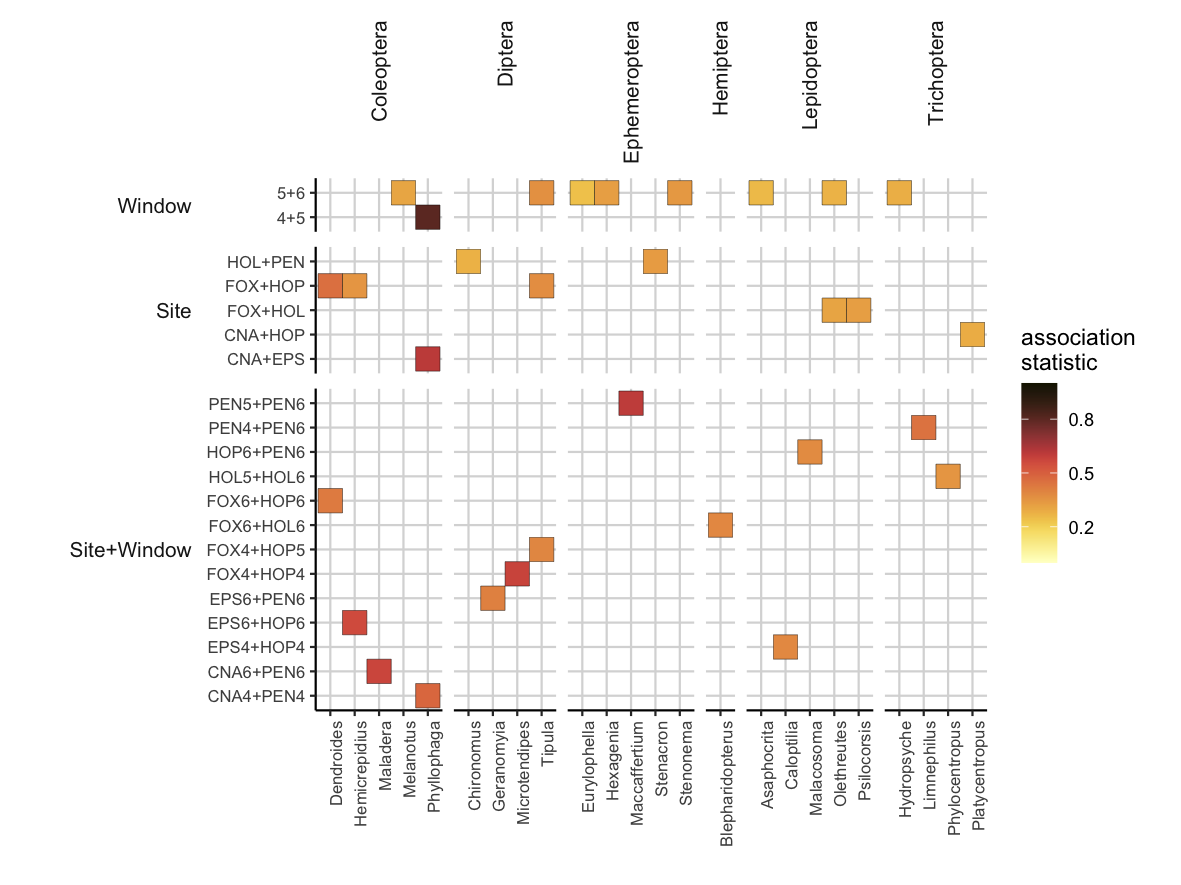 Coleoptera
Diptera
Ephemeroptera
Hemiptera
Lepidoptera
Trichoptera
Window
5+6
4+5
Site
HOL+PEN
FOX+HOP
FOX+HOL
CNA+HOP
CNA+EPS
Site+Window
PEN5+PEN6
PEN4+PEN6
HOP6+PEN6
HOL5+HOL6
FOX6+HOP6
FOX6+HOL6
FOX4+HOP5
FOX4+HOP4
EPS6+PEN6
EPS6+HOP6
EPS4+HOP4
CNA6+PEN6
CNA4+PEN4
Dendroides
Hemicrepidius
Maladera
Melanotus
Phyllophaga
Chironomus
Geranomyia
Microtendipes
Tipula
Eurylophella
Hexagenia
Maccaffertium
Stenacron
Stenonema
Blepharidopterus
Asaphocrita
Caloptilia
Malacosoma
Olethreutes
Psilocorsis
Hydropsyche
Limnephilus
Phylocentropus
Platycentropus
association
statistic
0.8
0.5
0.2